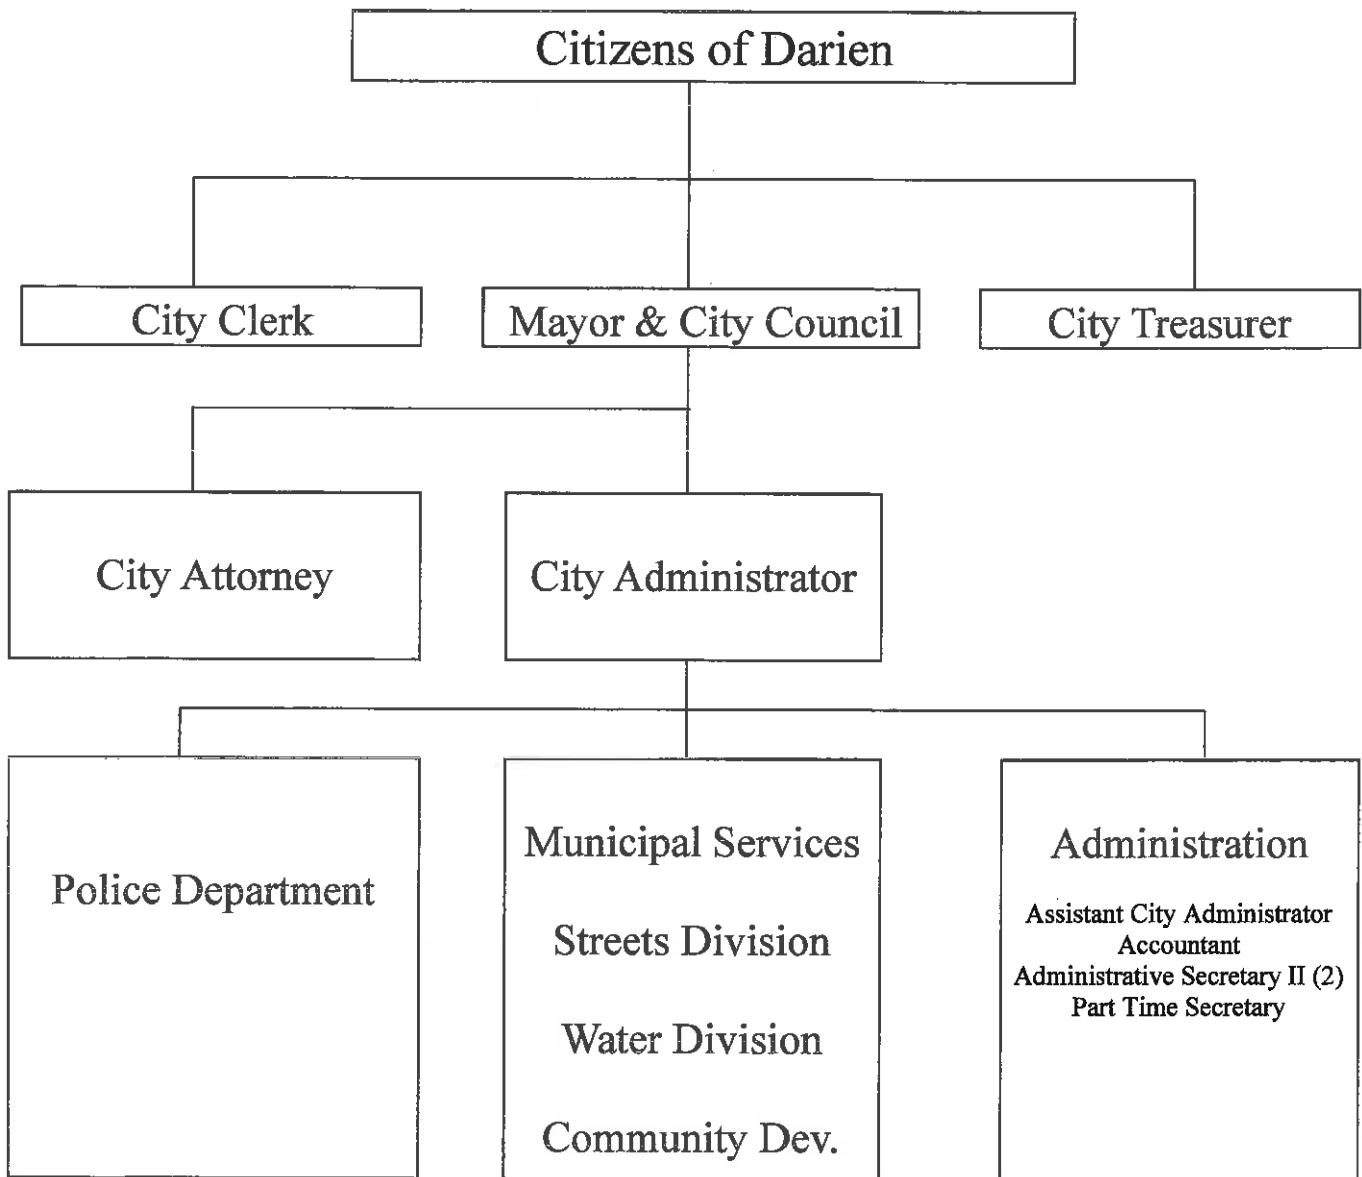 Citizens of Darien
City Clerk
Mayor & City Council
City Treasurer
City Attorney
City Administrator
Police Department
Municipal Services
Streets Division
Water Division
Community Dev.
Administration
Assistant City Administrator
Accountant
Administrative Secretary II (2)
Part Time Secretary